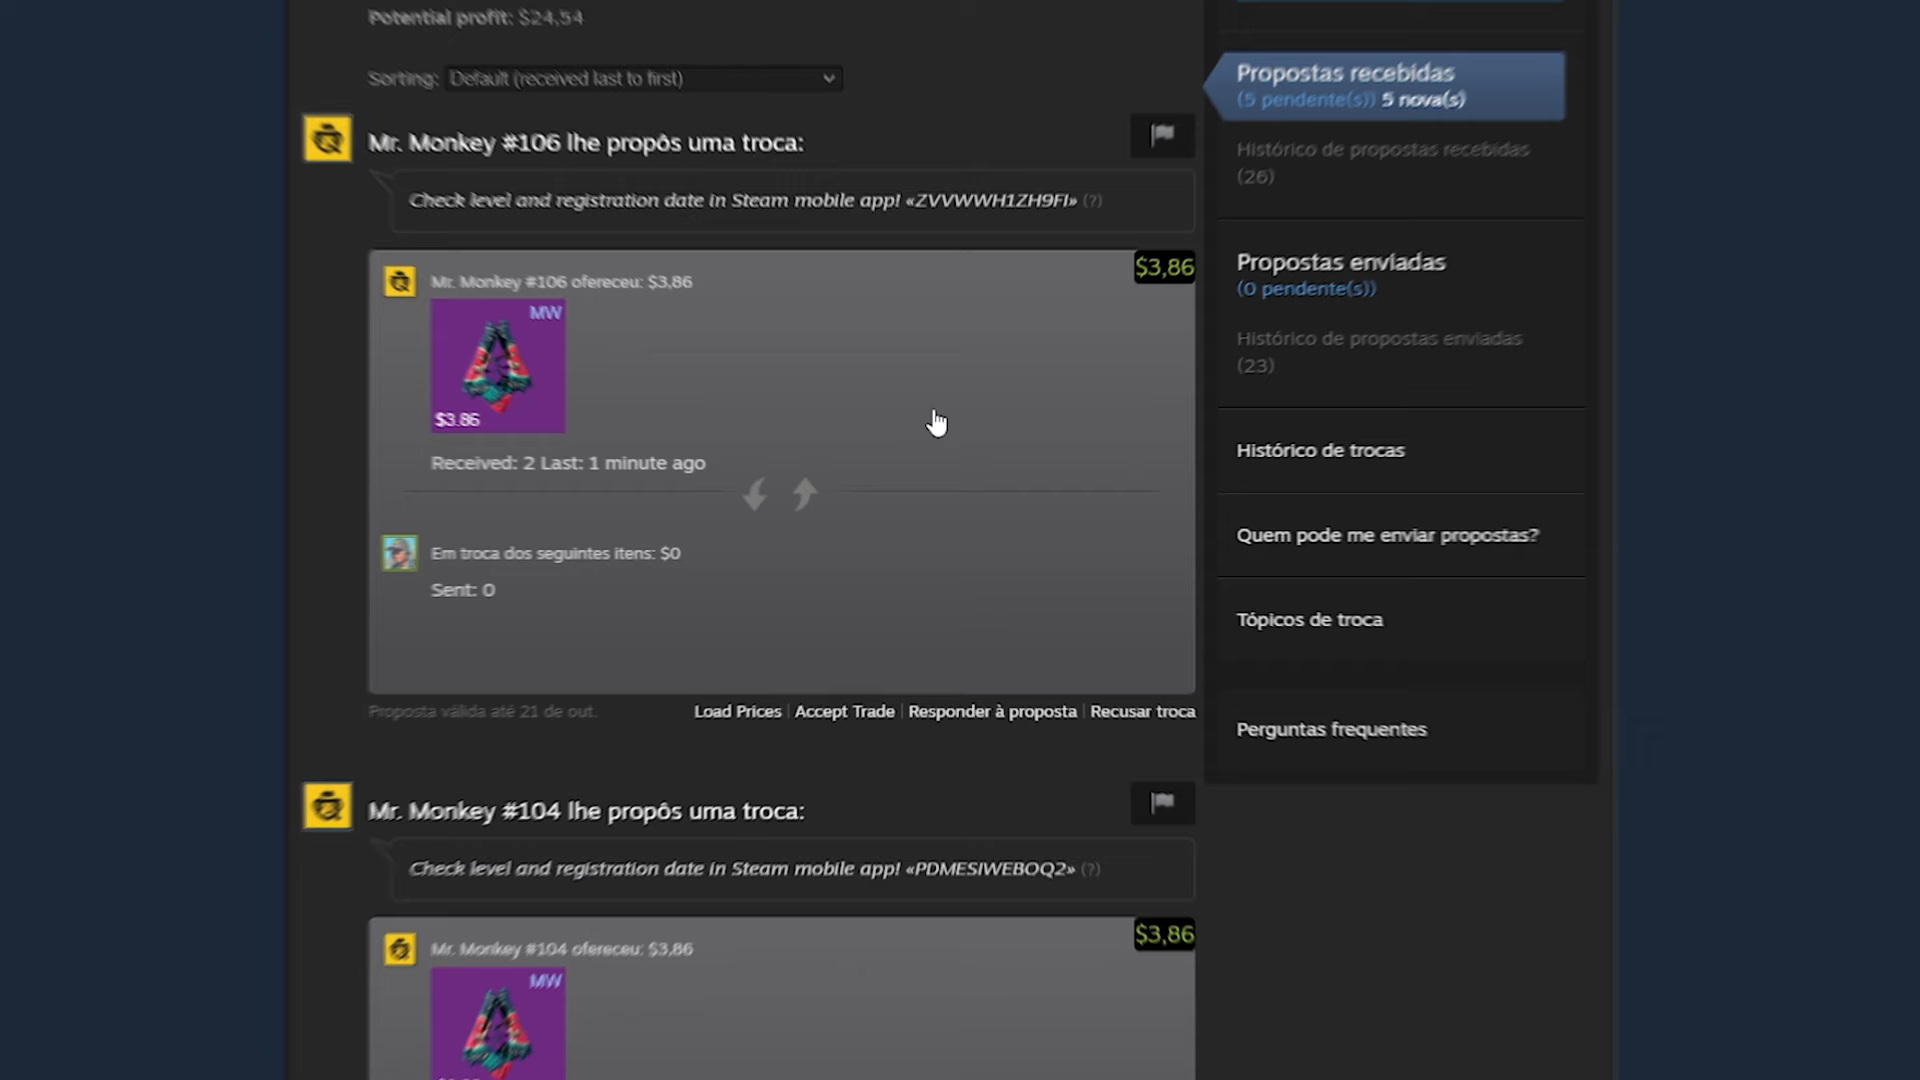 Potential profit: $24,54
Sorting: Default (received last to first)
Mr. Monkey #106 lhe propôs uma troca:
Check level and registration date in Steam mobile app! «ZVVWWH1ZH9FI» (?)
$3,86
Mr. Monkey #106 ofereceu: $3,86
MW
$3.86
Received: 2 Last: 1 minute ago
Em troca dos seguintes itens: $0
Sent: 0
Proposta válida até 21 de out.
Load Prices | Accept Trade | Responder à proposta | Recusar troca
Mr. Monkey #104 lhe propôs uma troca:
Check level and registration date in Steam mobile app! «PDMESIWEBOQ2» (?)
$3,86
Mr. Monkey #104 ofereceu: $3,86
MW
Propostas recebidas
(5 pendente(s)) 5 nova(s)
Histórico de propostas recebidas
(26)
Propostas enviadas
(0 pendente(s))
Histórico de propostas enviadas
(23)
Histórico de trocas
Quem pode me enviar propostas?
Tópicos de troca
Perguntas frequentes